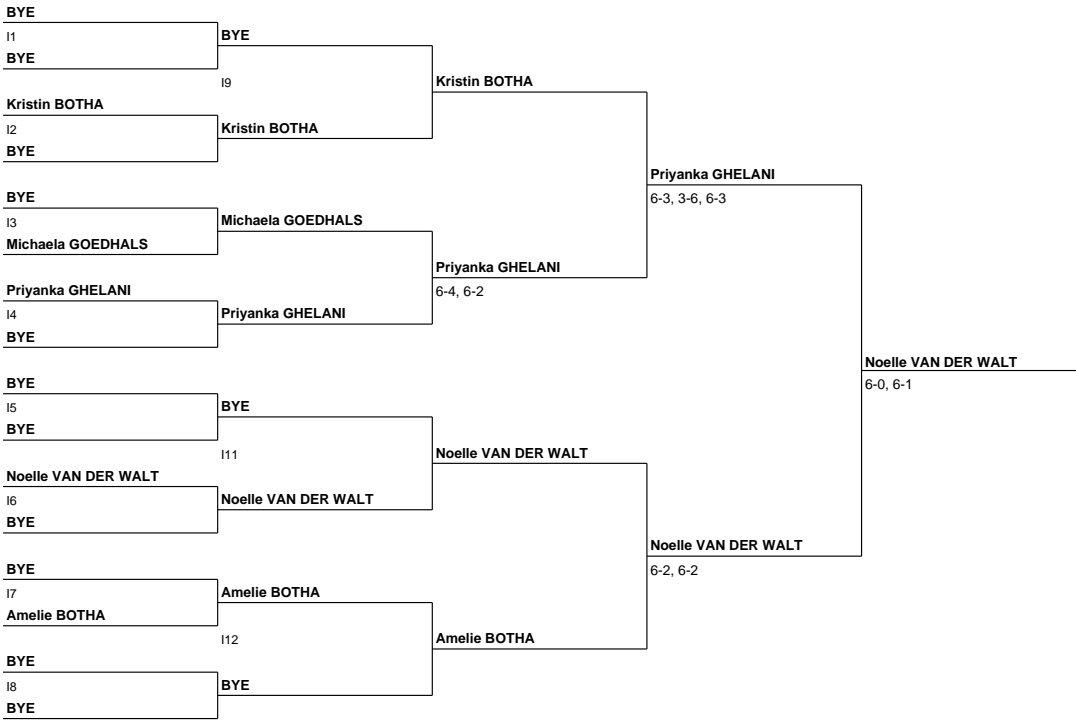 BYE
I1
BYE
Kristin BOTHA
I2
BYE
BYE
I3
Michaela GOEDHALS
Priyanka GHELANI
I4
BYE
BYE
I5
BYE
Noelle VAN DER WALT
I6
BYE
BYE
I7
Amelie BOTHA
BYE
I8
BYE
BYE
I9
Kristin BOTHA
Michaela GOEDHALS
Priyanka GHELANI
BYE
I11
Noelle VAN DER WALT
Amelie BOTHA
I12
BYE
Kristin BOTHA
Priyanka GHELANI
6-4, 6-2
Noelle VAN DER WALT
Amelie BOTHA
Priyanka GHELANI
6-3, 3-6, 6-3
Noelle VAN DER WALT
6-2, 6-2
Noelle VAN DER WALT
6-0, 6-1